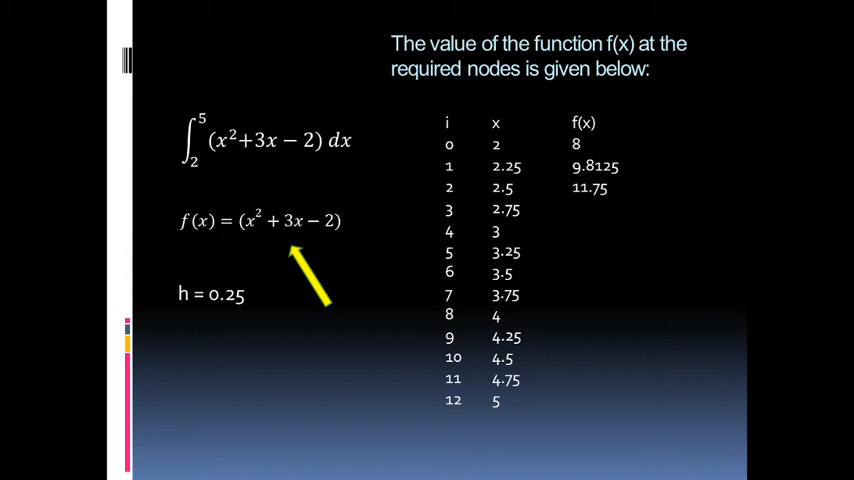 The value of the function f(x) at the
required nodes is given below:
∫₂⁵ (x²+3x − 2) dx
f(x) = (x² + 3x − 2)
h = 0.25
i x f(x)
0 2 8
1 2.25 9.8125
2 2.5 11.75
3 2.75
4 3
5 3.25
6 3.5
7 3.75
8 4
9 4.25
10 4.5
11 4.75
12 5